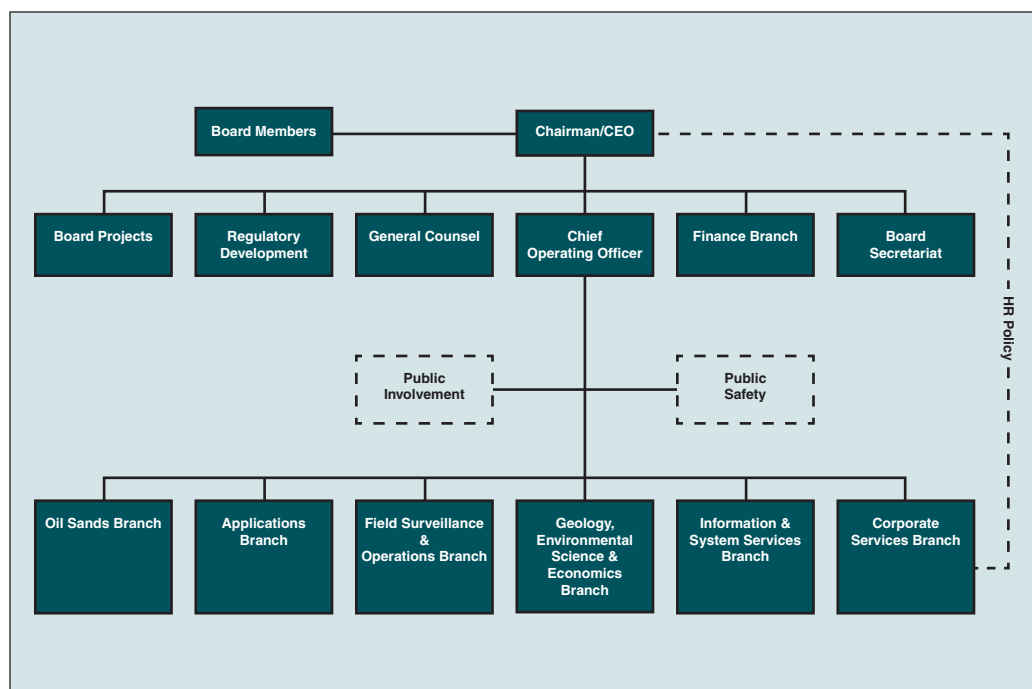 Board Members
Chairman/CEO
Board Projects
Regulatory
Development
General Counsel
Chief
Operating Officer
Finance Branch
Board
Secretariat
HR Policy
Public
Involvement
Public
Safety
Oil Sands Branch
Applications
Branch
Field Surveillance
&
Operations Branch
Geology,
Environmental
Science &
Economics
Branch
Information &
System Services
Branch
Corporate
Services Branch